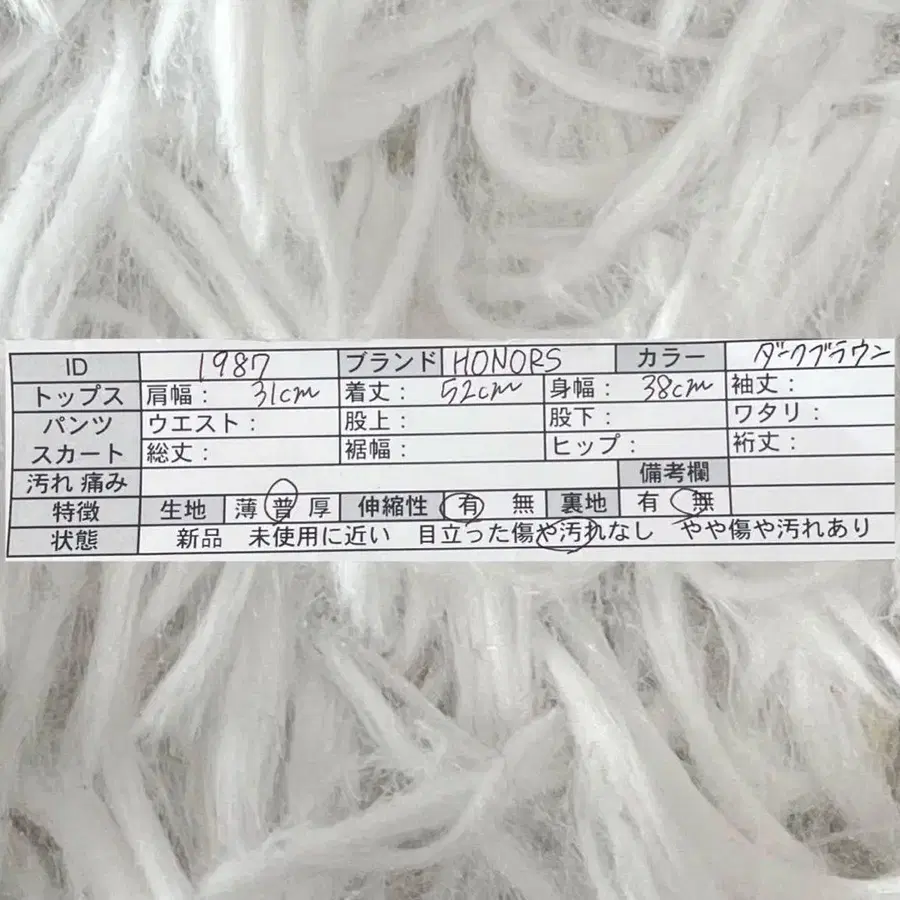 ID 1987 ブランド HONORS カラー ダークブラウン
トップス 肩幅： 31cm 着丈： 52cm 身幅： 38cm 袖丈：
パンツ ウエスト： 股上： 股下： ワタリ：
スカート 総丈： 裾幅： ヒップ： 裄丈：
汚れ 痛み 備考欄
特徴 生地 薄 普 厚 伸縮性 有 無 裏地 有 無
状態 新品 未使用に近い 目立った傷や汚れなし やや傷や汚れあり